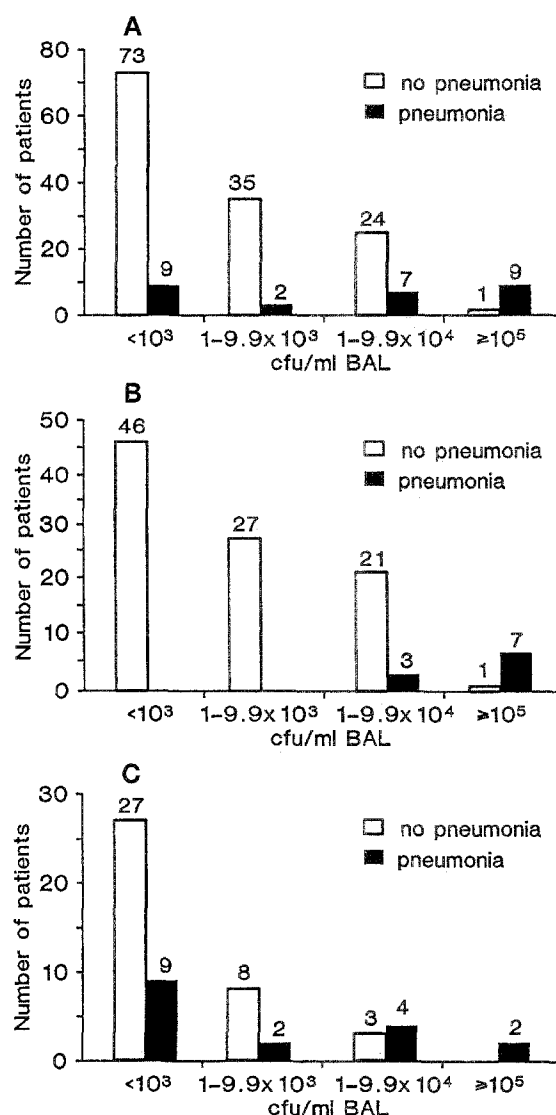 A
Number of patients
80
60
40
20
0
73
9
35
2
24
7
1
9
no pneumonia
pneumonia
<10³ 1-9.9x10³ 1-9.9x10⁴ ≥10⁵
cfu/ml BAL
B
Number of patients
50
40
30
20
10
0
46
27
21
3
1
7
no pneumonia
pneumonia
<10³ 1-9.9x10³ 1-9.9x10⁴ ≥10⁵
cfu/ml BAL
C
Number of patients
30
20
10
0
27
9
8
2
3
4
2
no pneumonia
pneumonia
<10³ 1-9.9x10³ 1-9.9x10⁴ ≥10⁵
cfu/ml BAL